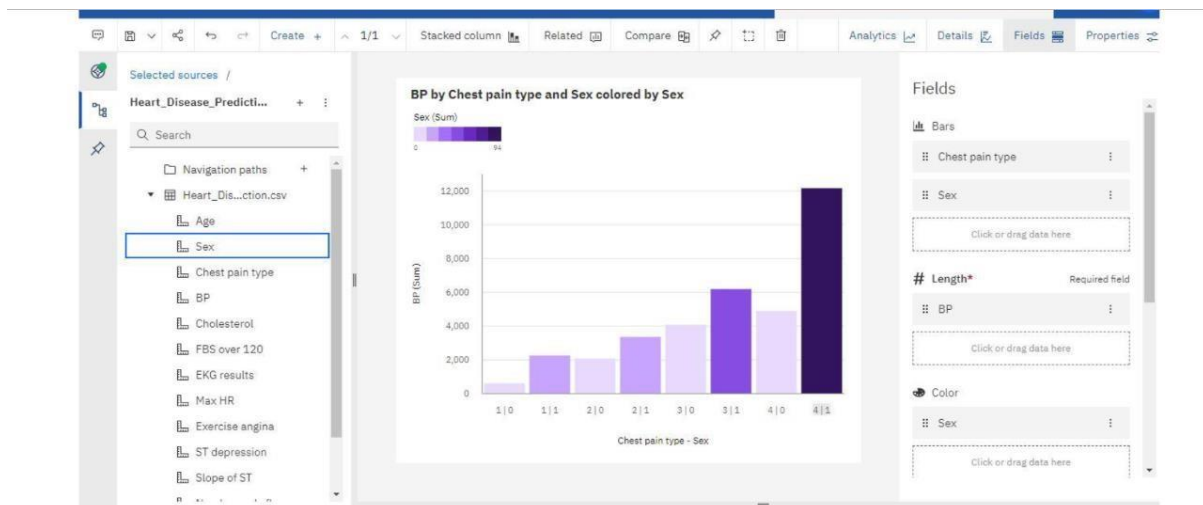 Create + 1/1 Stacked column Related Compare Analytics Details Fields Properties
Selected sources /
Heart_Disease_Predicti... +
Search
Navigation paths +
Heart_Dis...ction.csv
Age
Sex
Chest pain type
BP
Cholesterol
FBS over 120
EKG results
Max HR
Exercise angina
ST depression
Slope of ST
BP by Chest pain type and Sex colored by Sex
Sex (Sum)
0 94
BP (Sum)
12,000
10,000
8,000
6,000
4,000
2,000
0
1|0 1|1 2|0 2|1 3|0 3|1 4|0 4|1
Chest pain type - Sex
Fields
Bars
Chest pain type
Sex
Click or drag data here
# Length* Required field
BP
Click or drag data here
Color
Sex
Click or drag data here